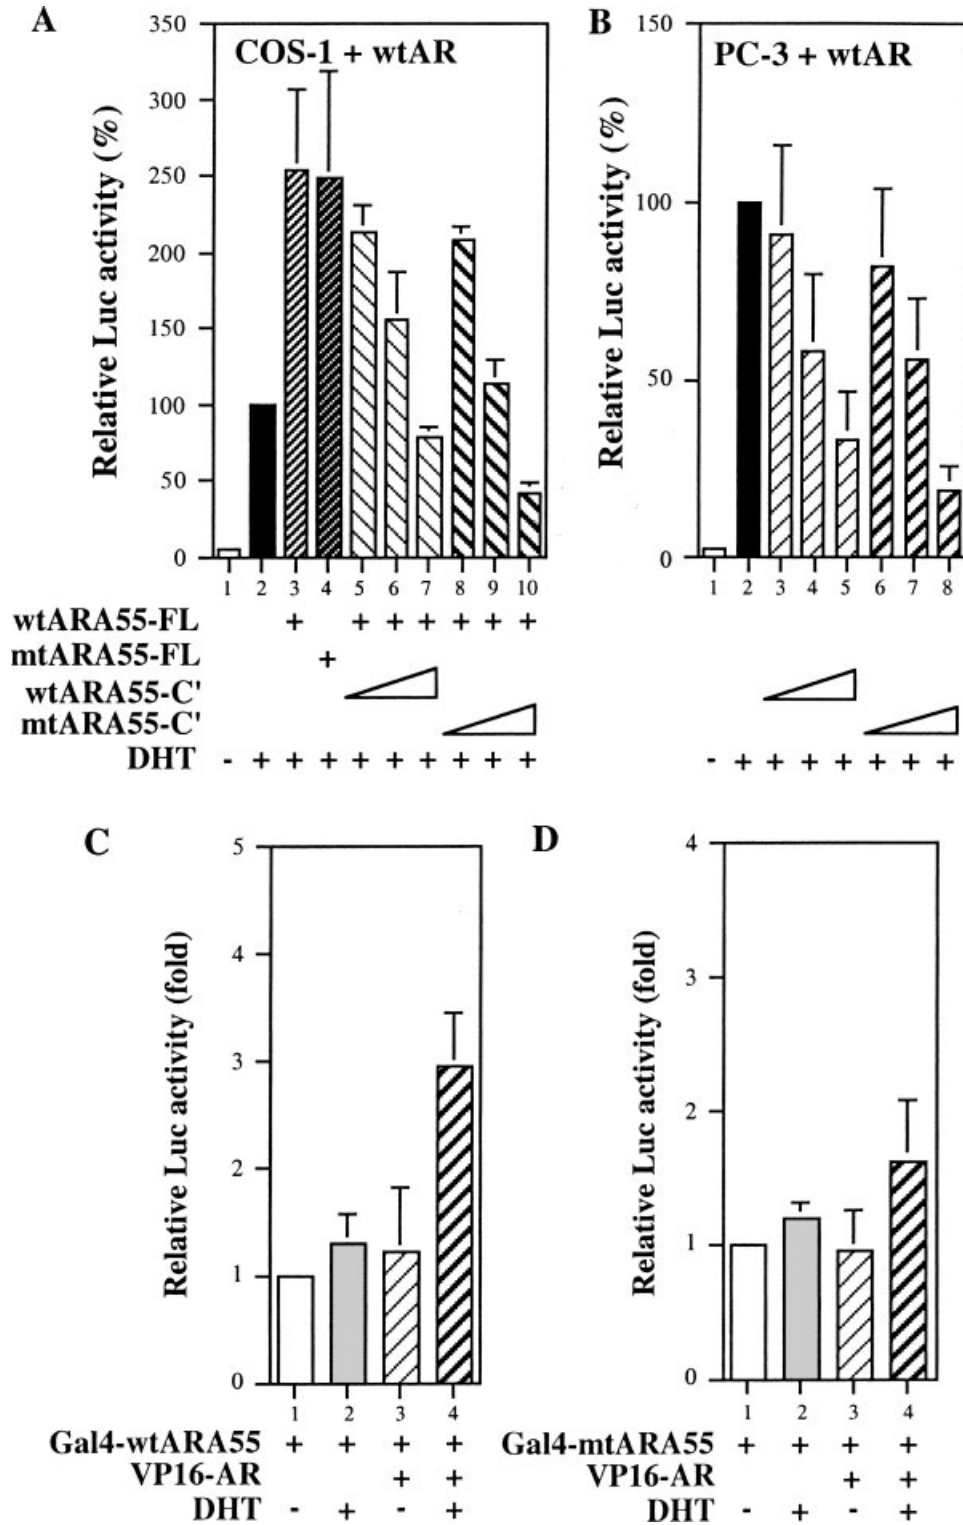 A
Relative Luc activity (%)
350
300
250
200
150
100
50
0
COS-1 + wtAR
1 2 3 4 5 6 7 8 9 10
B
Relative Luc activity (%)
150
100
50
0
PC-3 + wtAR
1 2 3 4 5 6 7 8
wtARA55-FL + + + + + + +
mtARA55-FL +
wtARA55-C'
mtARA55-C'
DHT - + + + + + + + + + - + + + + + + +
C
Relative Luc activity (fold)
5
4
3
2
1
0
1 2 3 4
Gal4-wtARA55 + + + +
VP16-AR + +
DHT - + - +
D
Relative Luc activity (fold)
4
3
2
1
0
1 2 3 4
Gal4-mtARA55 + + + +
VP16-AR + +
DHT - + - +